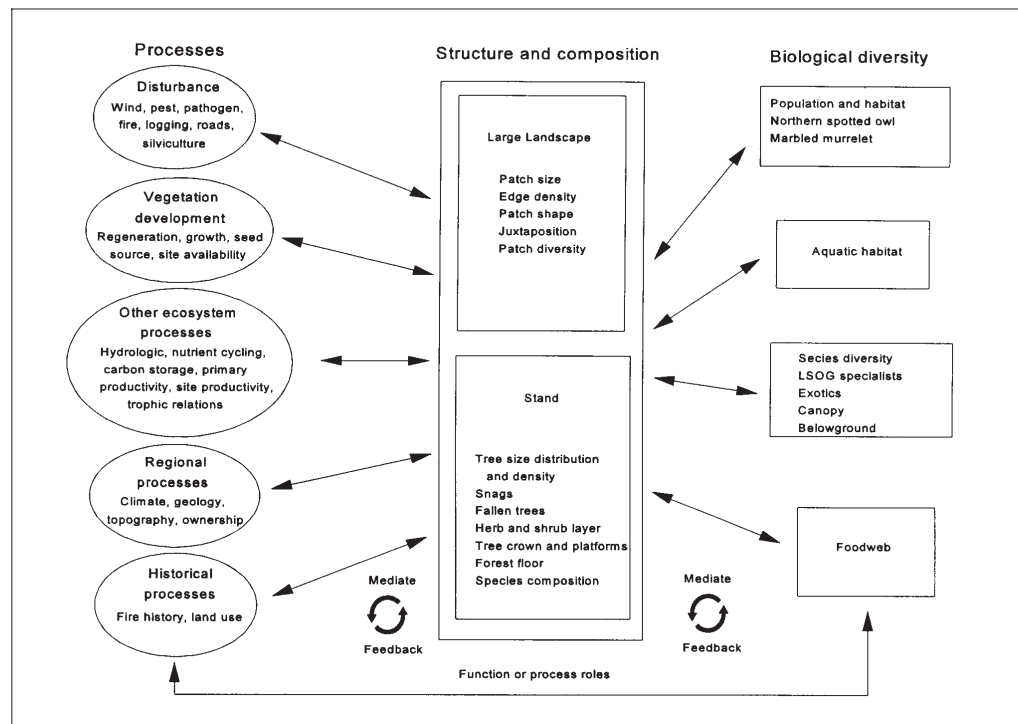 Processes
Disturbance
Wind, pest, pathogen,
fire, logging, roads,
silviculture
Vegetation
development
Regeneration, growth, seed
source, site availability
Other ecosystem
processes
Hydrologic, nutrient cycling,
carbon storage, primary
productivity, site productivity,
trophic relations
Regional
processes
Climate, geology,
topography, ownership
Historical
processes
Fire history, land use
Structure and composition
Large Landscape
Patch size
Edge density
Patch shape
Juxtaposition
Patch diversity
Stand
Tree size distribution
and density
Snags
Fallen trees
Herb and shrub layer
Tree crown and platforms
Forest floor
Species composition
Biological diversity
Population and habitat
Northern spotted owl
Marbled murrelet
Aquatic habitat
Secies diversity
LSOG specialists
Exotics
Canopy
Belowground
Foodweb
Mediate
Feedback
Mediate
Feedback
Function or process roles